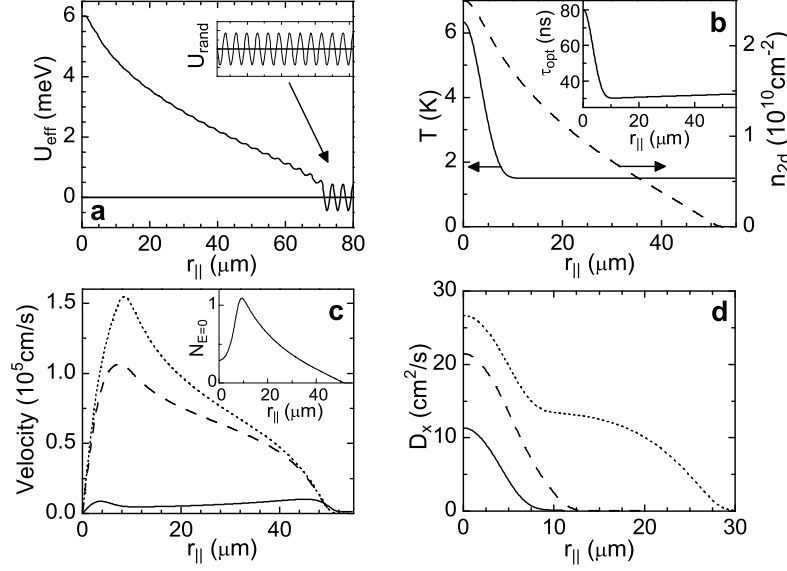 6
4
2
0
U_eff (meV)
U_rand
a
0 20 40 60 80
r_|| (μm)
6
4
2
0
T (K)
b
80
60
40
τ_opt (ns)
0 20 40
r_|| (μm)
2
1
0
n_2d (10^10cm^-2)
0 20 40
r_|| (μm)
1.5
1.0
0.5
0.0
Velocity (10^5cm/s)
c
1
0
N_E=0
0 20 40
r_|| (μm)
0 20 40
r_|| (μm)
30
20
10
0
D_x (cm^2/s)
d
0 10 20 30
r_|| (μm)